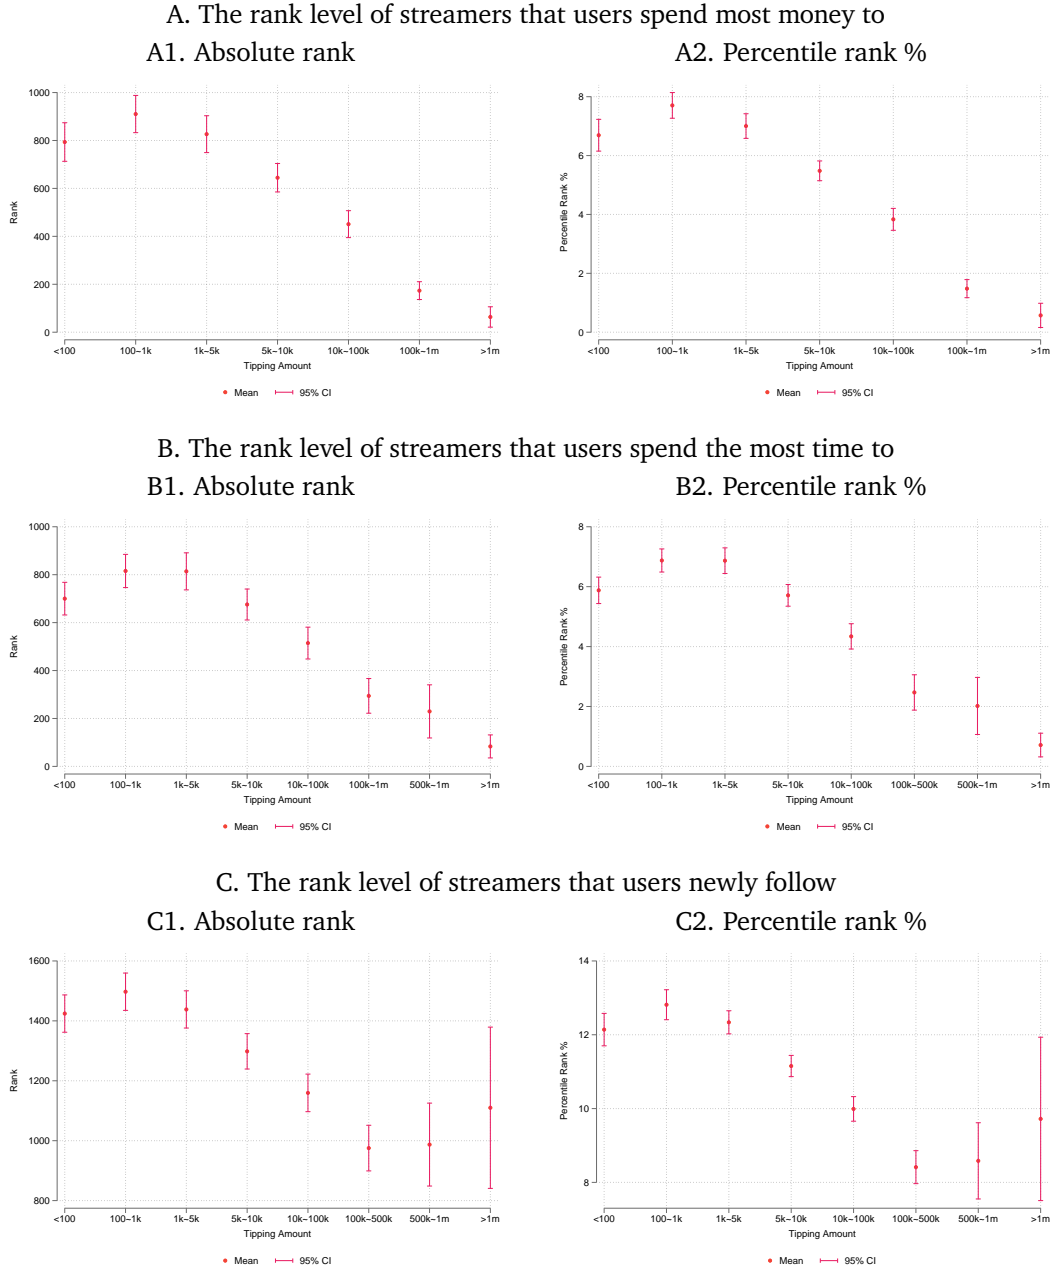 A. The rank level of streamers that users spend most money to
A1. Absolute rank
A2. Percentile rank %
1000
800
600
400
200
0
Rank
<100
100~1k
1k~5k
5k~10k
10k~100k
100k~1m
>1m
Tipping Amount
Mean
95% CI
8
6
4
2
0
Percentile Rank %
<100
100~1k
1k~5k
5k~10k
10k~100k
100k~1m
>1m
Tipping Amount
Mean
95% CI
B. The rank level of streamers that users spend the most time to
B1. Absolute rank
B2. Percentile rank %
1000
800
600
400
200
0
Rank
<100
100~1k
1k~5k
5k~10k
10k~100k
100k~1m
500k~1m
>1m
Tipping Amount
Mean
95% CI
8
6
4
2
0
Percentile Rank %
<100
100~1k
1k~5k
5k~10k
10k~100k
100k~500k
500k~1m
>1m
Tipping Amount
Mean
95% CI
C. The rank level of streamers that users newly follow
C1. Absolute rank
C2. Percentile rank %
1600
1400
1200
1000
800
Rank
<100
100~1k
1k~5k
5k~10k
10k~100k
100k~500k
500k~1m
>1m
Tipping Amount
Mean
95% CI
14
12
10
8
Percentile Rank %
<100
100~1k
1k~5k
5k~10k
10k~100k
100k~500k
500k~1m
>1m
Tipping Amount
Mean
95% CI